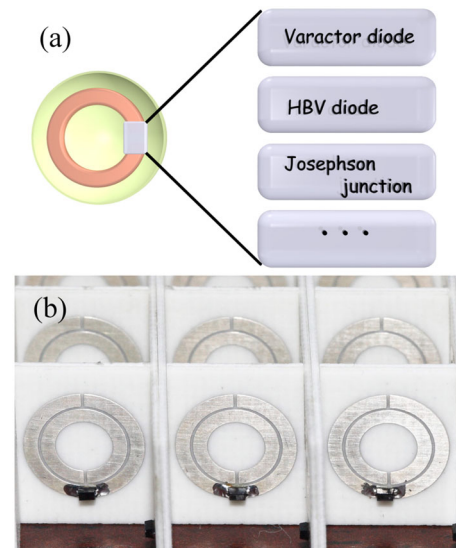 (a)
Varactor diode
HBV diode
Josephson
junction
• • •
(b)